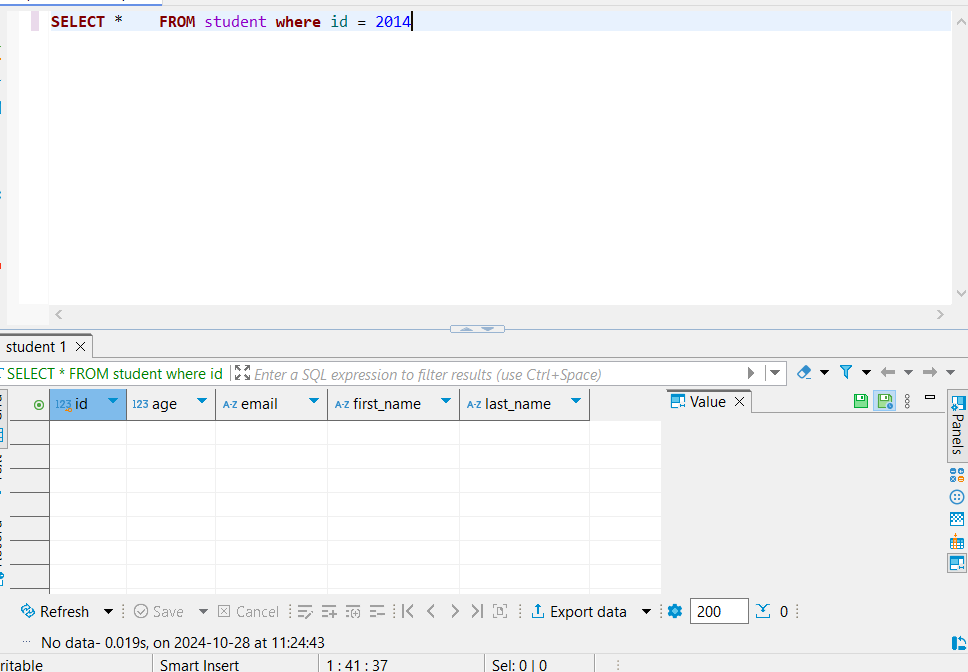 SELECT *    FROM student where id = 2014
student 1
SELECT * FROM student where id
Enter a SQL expression to filter results (use Ctrl+Space)
123 id
123 age
A-Z email
A-Z first_name
A-Z last_name
Value
Panels
Refresh
Save
Cancel
Export data
200
0
No data- 0.019s, on 2024-10-28 at 11:24:43
ritable
Smart Insert
1 : 41 : 37
Sel: 0 | 0